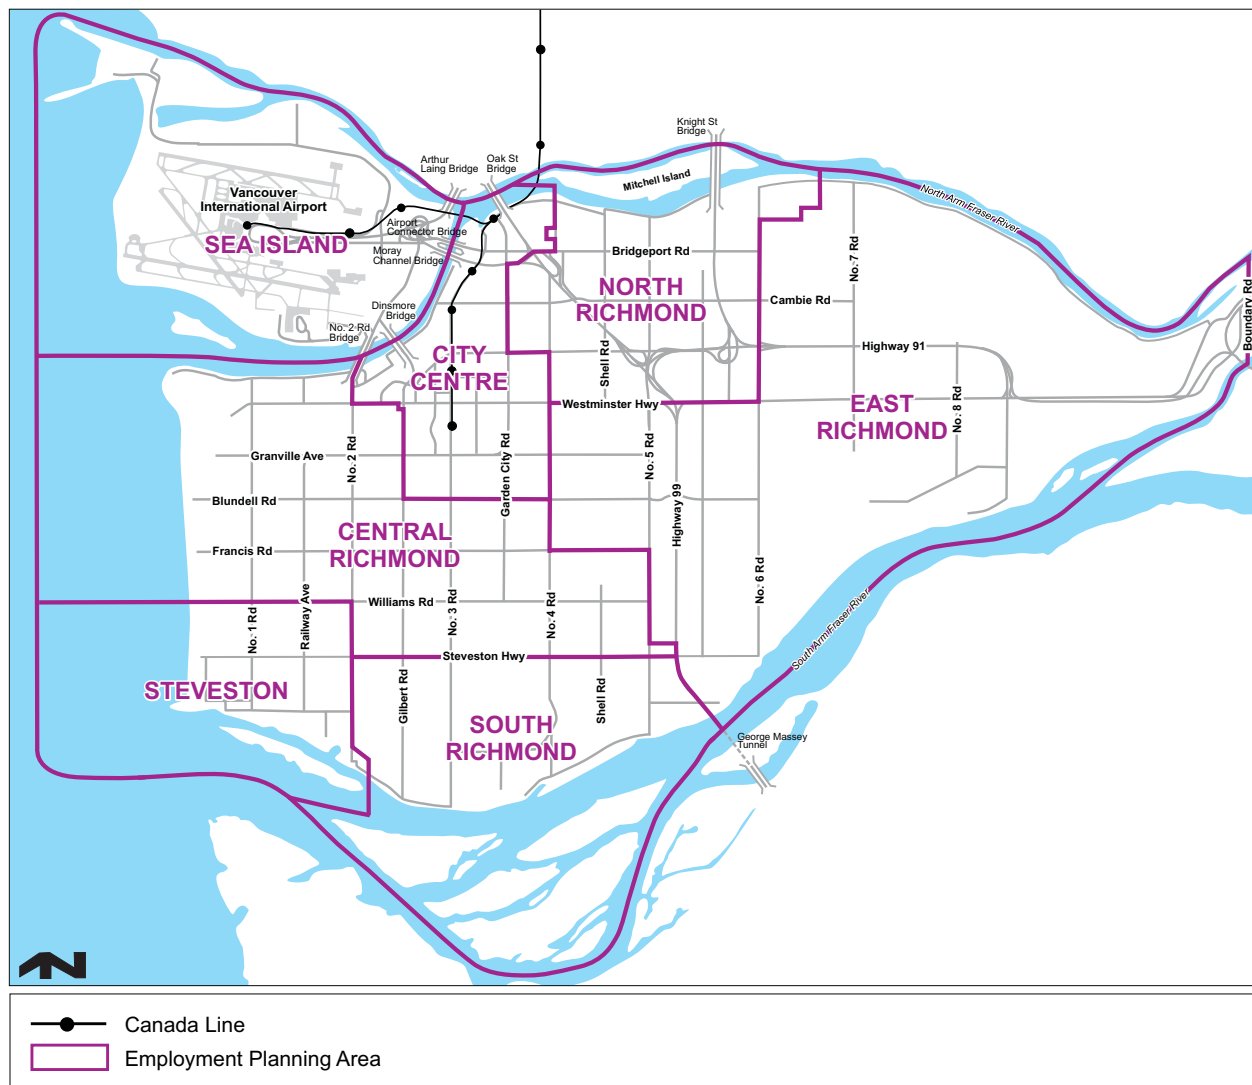 Knight St
Bridge
Arthur
Laing Bridge
Oak St
Bridge
Mitchell Island
Vancouver
International Airport
North Arm Fraser River
Airport
Connector Bridge
SEA ISLAND
Moray
Channel Bridge
Bridgeport Rd
No. 7 Rd
NORTH
RICHMOND
Cambie Rd
Boundary Rd
Dinsmore
Bridge
No. 2 Rd
Bridge
CITY
CENTRE
Shell Rd
Highway 91
Westminster Hwy
EAST
RICHMOND
No. 8 Rd
No. 2 Rd
Granville Ave
Garden City Rd
No. 5 Rd
Blundell Rd
Highway 99
CENTRAL
RICHMOND
Francis Rd
No. 6 Rd
Williams Rd
No. 1 Rd
Railway Ave
No. 3 Rd
No. 4 Rd
South Arm Fraser River
Steveston Hwy
STEVESTON
Gilbert Rd
Shell Rd
SOUTH
RICHMOND
George Massey
Tunnel
N
Canada Line
Employment Planning Area